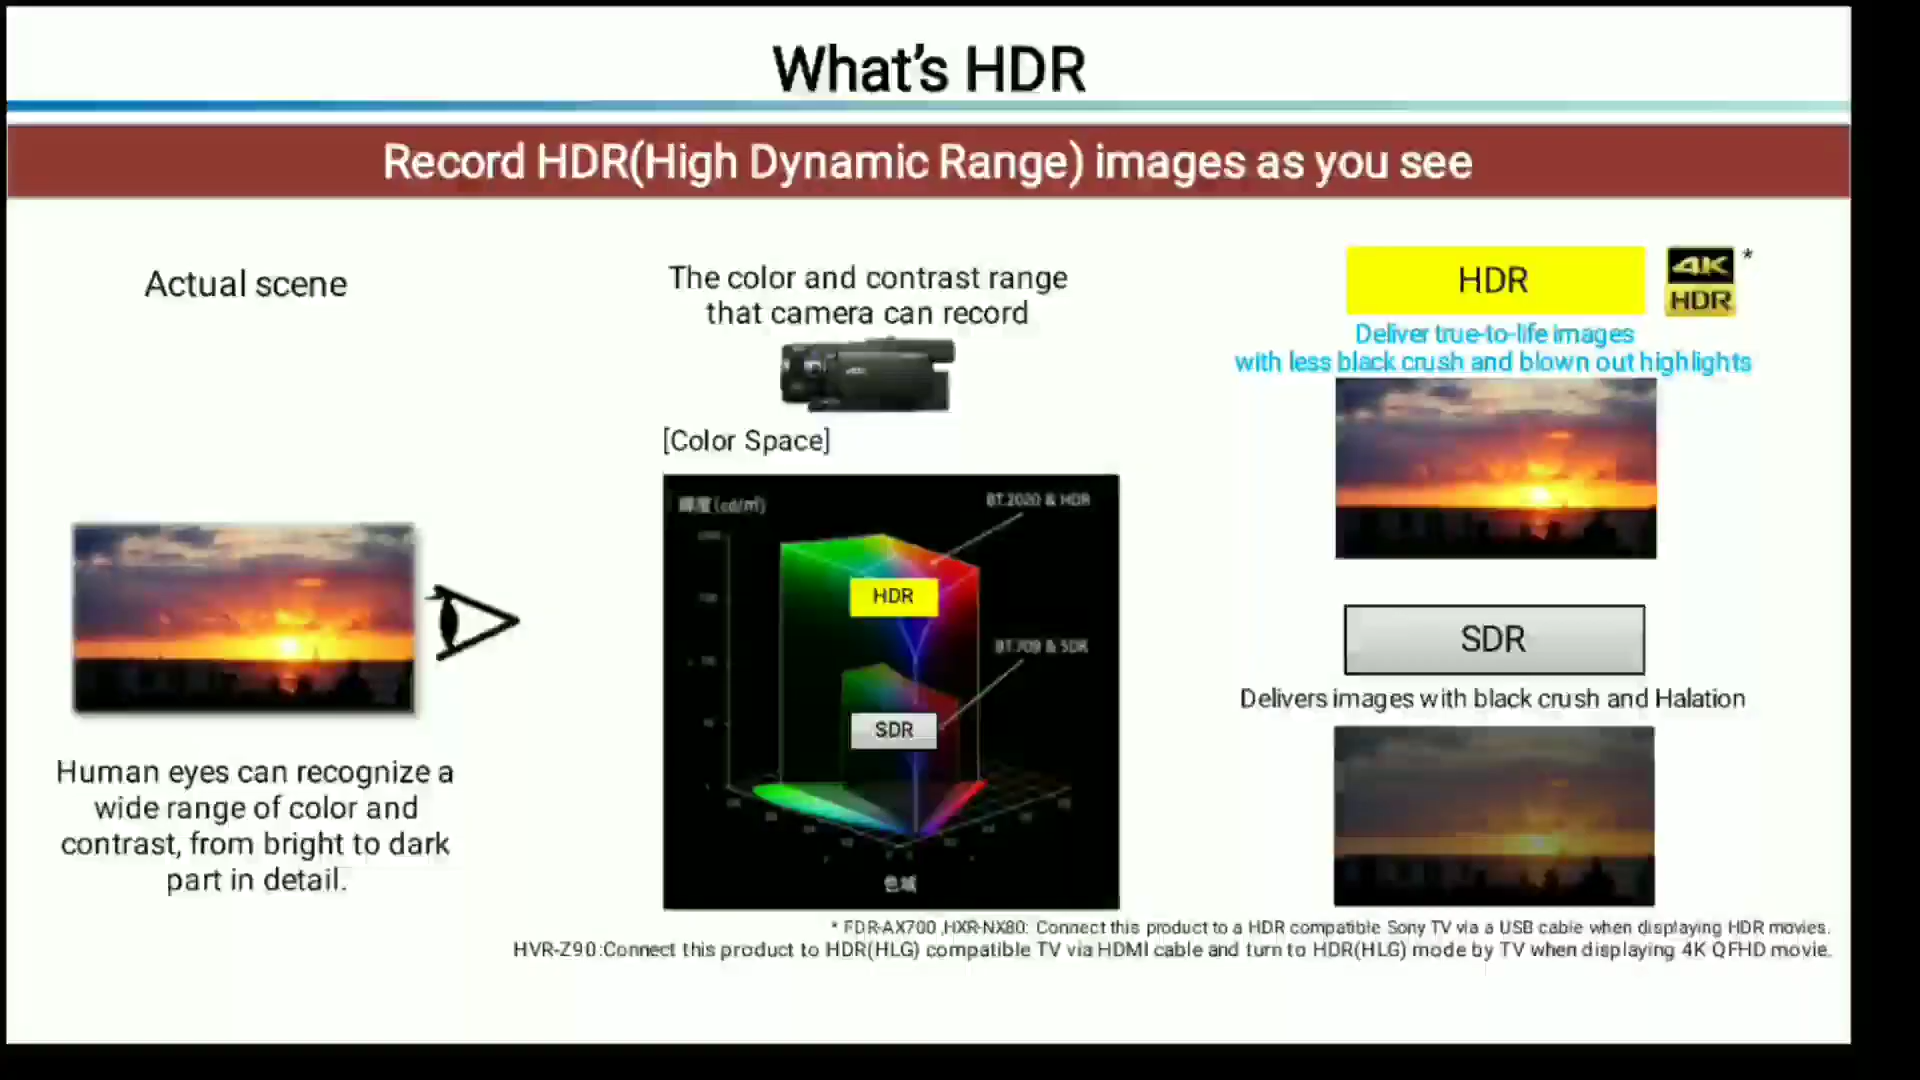 What's HDR
Record HDR(High Dynamic Range) images as you see
Actual scene
Human eyes can recognize a
wide range of color and
contrast, from bright to dark
part in detail.
The color and contrast range
that camera can record
[Color Space]
輝度(cd/㎡)
BT.2020 & HDR
HDR
BT.709 & SDR
SDR
色域
HDR
4K
HDR
*
Deliver true-to-life images
with less black crush and blown out highlights
SDR
Delivers images with black crush and Halation
* FDR-AX700 ,HXR-NX80: Connect this product to a HDR compatible Sony TV via a USB cable when displaying HDR movies.
HVR-Z90:Connect this product to HDR(HLG) compatible TV via HDMI cable and turn to HDR(HLG) mode by TV when displaying 4K QFHD movie.